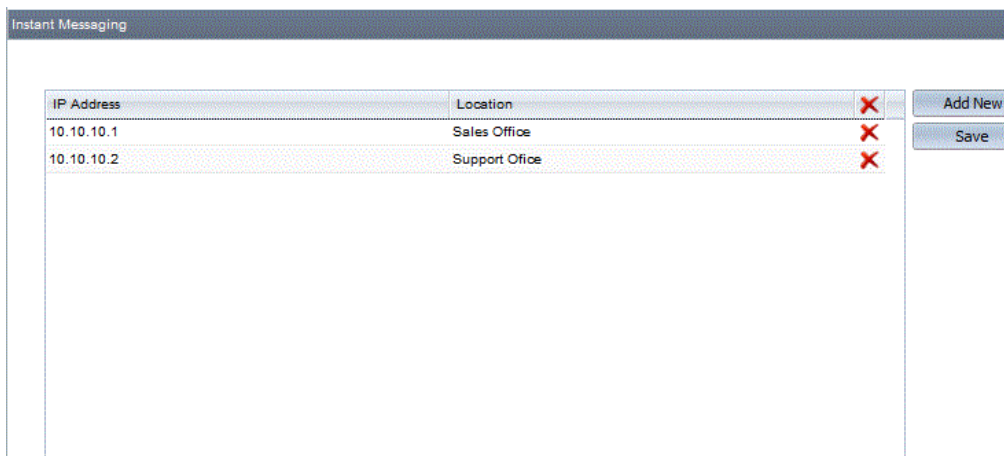 Instant Messaging
IP Address Location Add New
10.10.10.1 Sales Office Save
10.10.10.2 Support Ofice